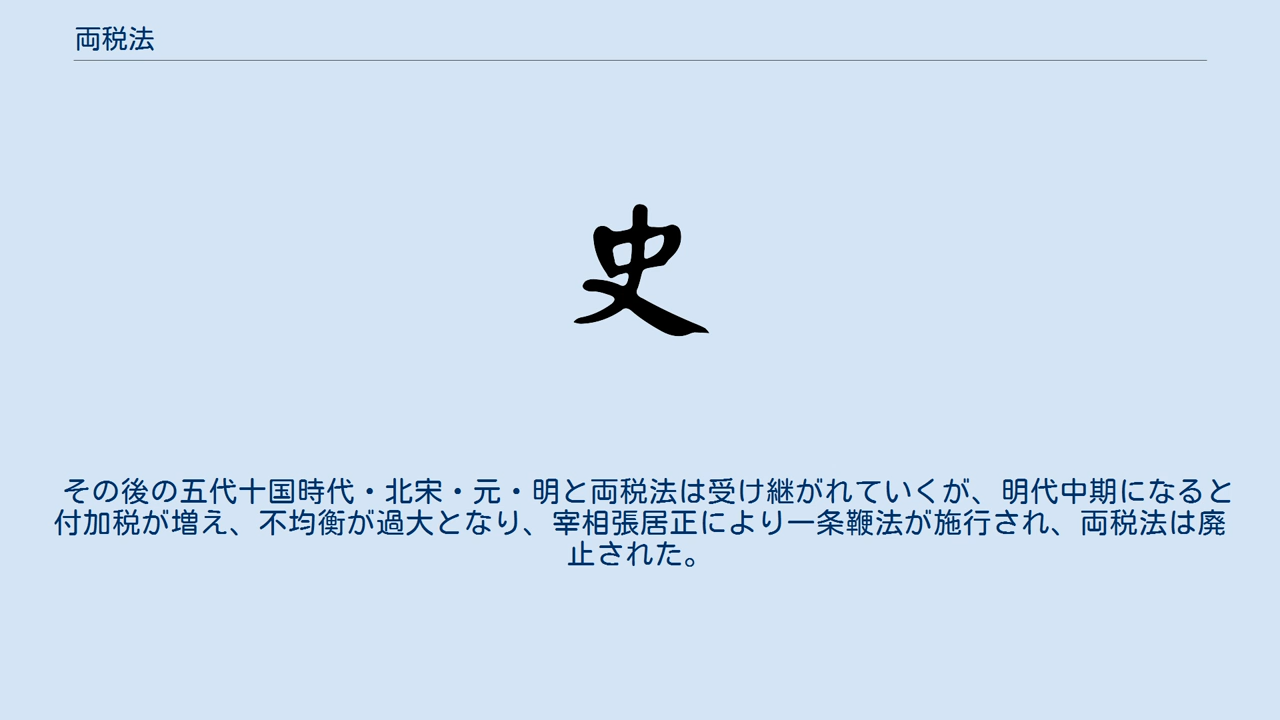 両税法
史
その後の五代十国時代・北宋・元・明と両税法は受け継がれていくが、明代中期になると
付加税が増え、不均衡が過大となり、宰相張居正により一条鞭法が施行され、両税法は廃
止された。